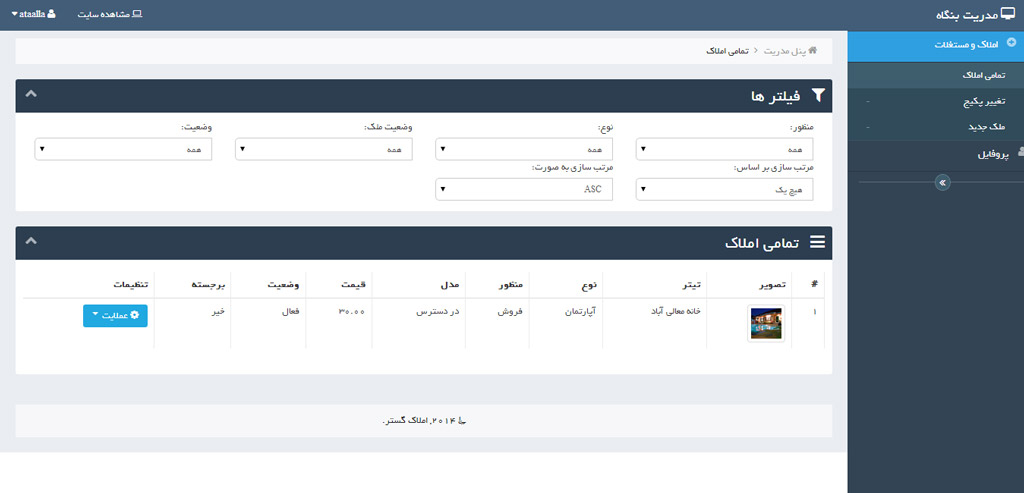 مدریت بنگاه
مشاهده سایت
ataalla
املاک و مستغلات
تمامی املاک
تغییر پکیج
ملک جدید
پروفایل
پنل مدریت > تمامی املاک
فیلتر ها
منظور: نوع: وضعیت ملک: وضعیت:
همه همه همه همه
مرتب سازی بر اساس: مرتب سازی به صورت:
هیچ یک ASC
تمامی املاک
# تصویر تیتر نوع منظور مدل قیمت وضعیت برجسته تنظیمات
۱ خانه معالی آباد آپارتمان فروش در دسترس ۳۰.۰۰ فعال خیر عملایت
۲۰۱۴, املاک گستر.